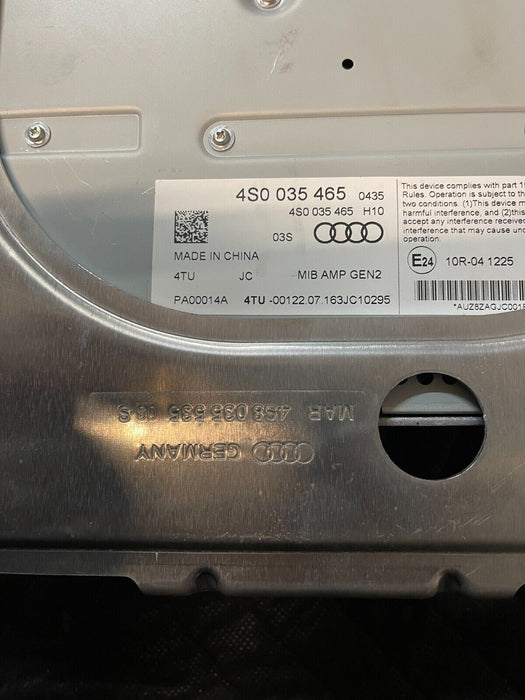 4S0 035 465 0435
4S0 035 465 H10
03S
MADE IN CHINA
4TU JC MIB AMP GEN2
PA00014A 4TU -00122.07.163JC10295
This device complies with part 15
Rules. Operation is subject to the
two conditions. (1)This device m
harmful interference, and (2)this
accept any interference received
interference that may cause und
operation.
E24 10R-04 1225
*AUZ8ZAGJC001
MAR 4S8 035 535 03 S
GERMANY